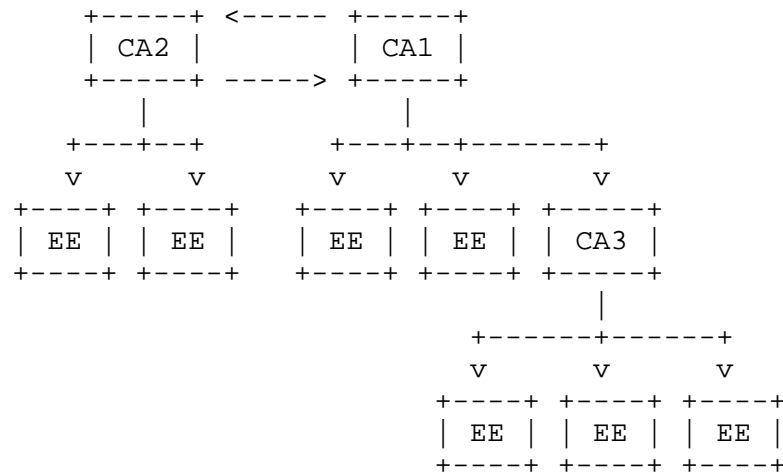 +-----+ <----- +-----+
| CA2 | | CA1 |
+-----+ -----> +-----+
| |
+---+--+ +---+--+-------+
v v v v v
+----+ +----+ +----+ +----+ +-----+
| EE | | EE | | EE | | EE | | CA3 |
+----+ +----+ +----+ +----+ +-----+
|
+------+------+
v v v
+----+ +----+ +----+
| EE | | EE | | EE |
+----+ +----+ +----+